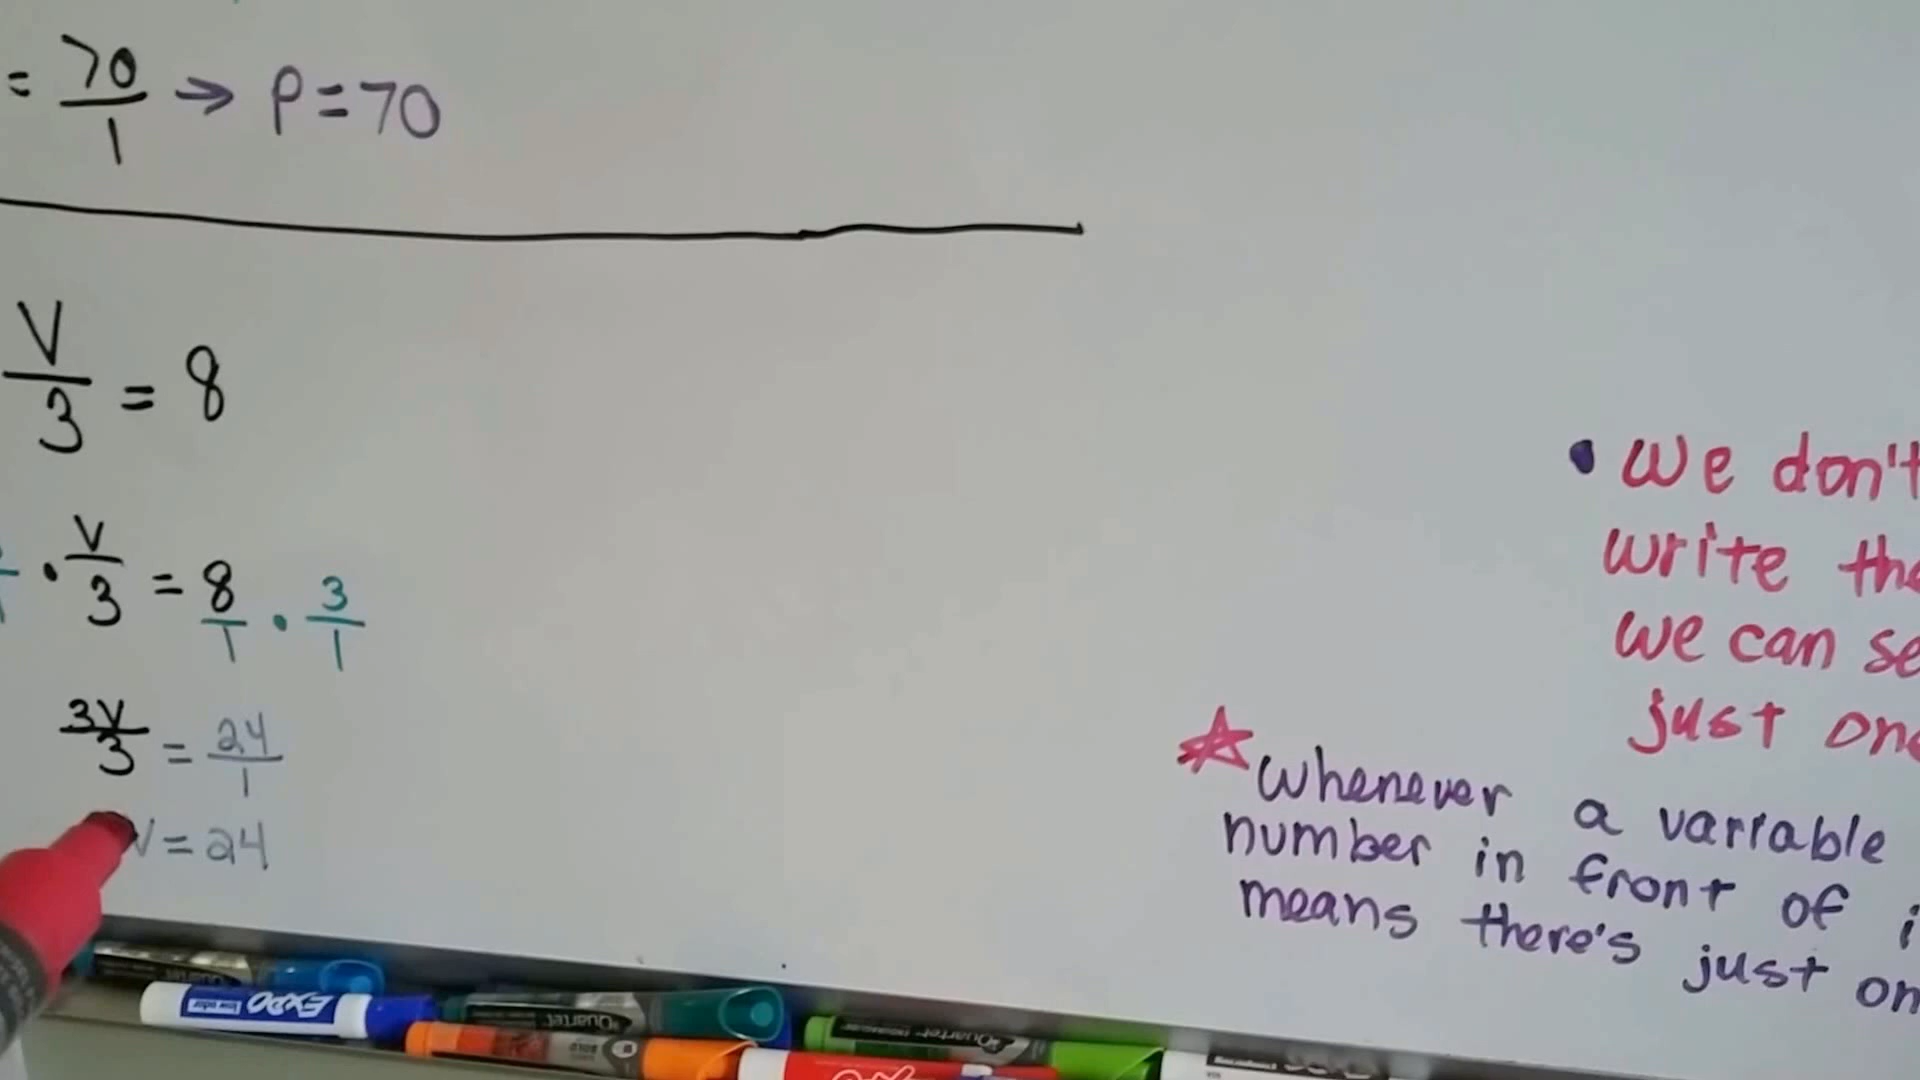 = 70/1 → P = 70
V/3 = 8
· V/3 = 8/1 · 3/1
3V/3 = 24/1
V = 24
• We don't
write the
we can se
just one
☆ Whenever a variable
number in front of i
means there's just on
EXPO
Quartet
Quartet